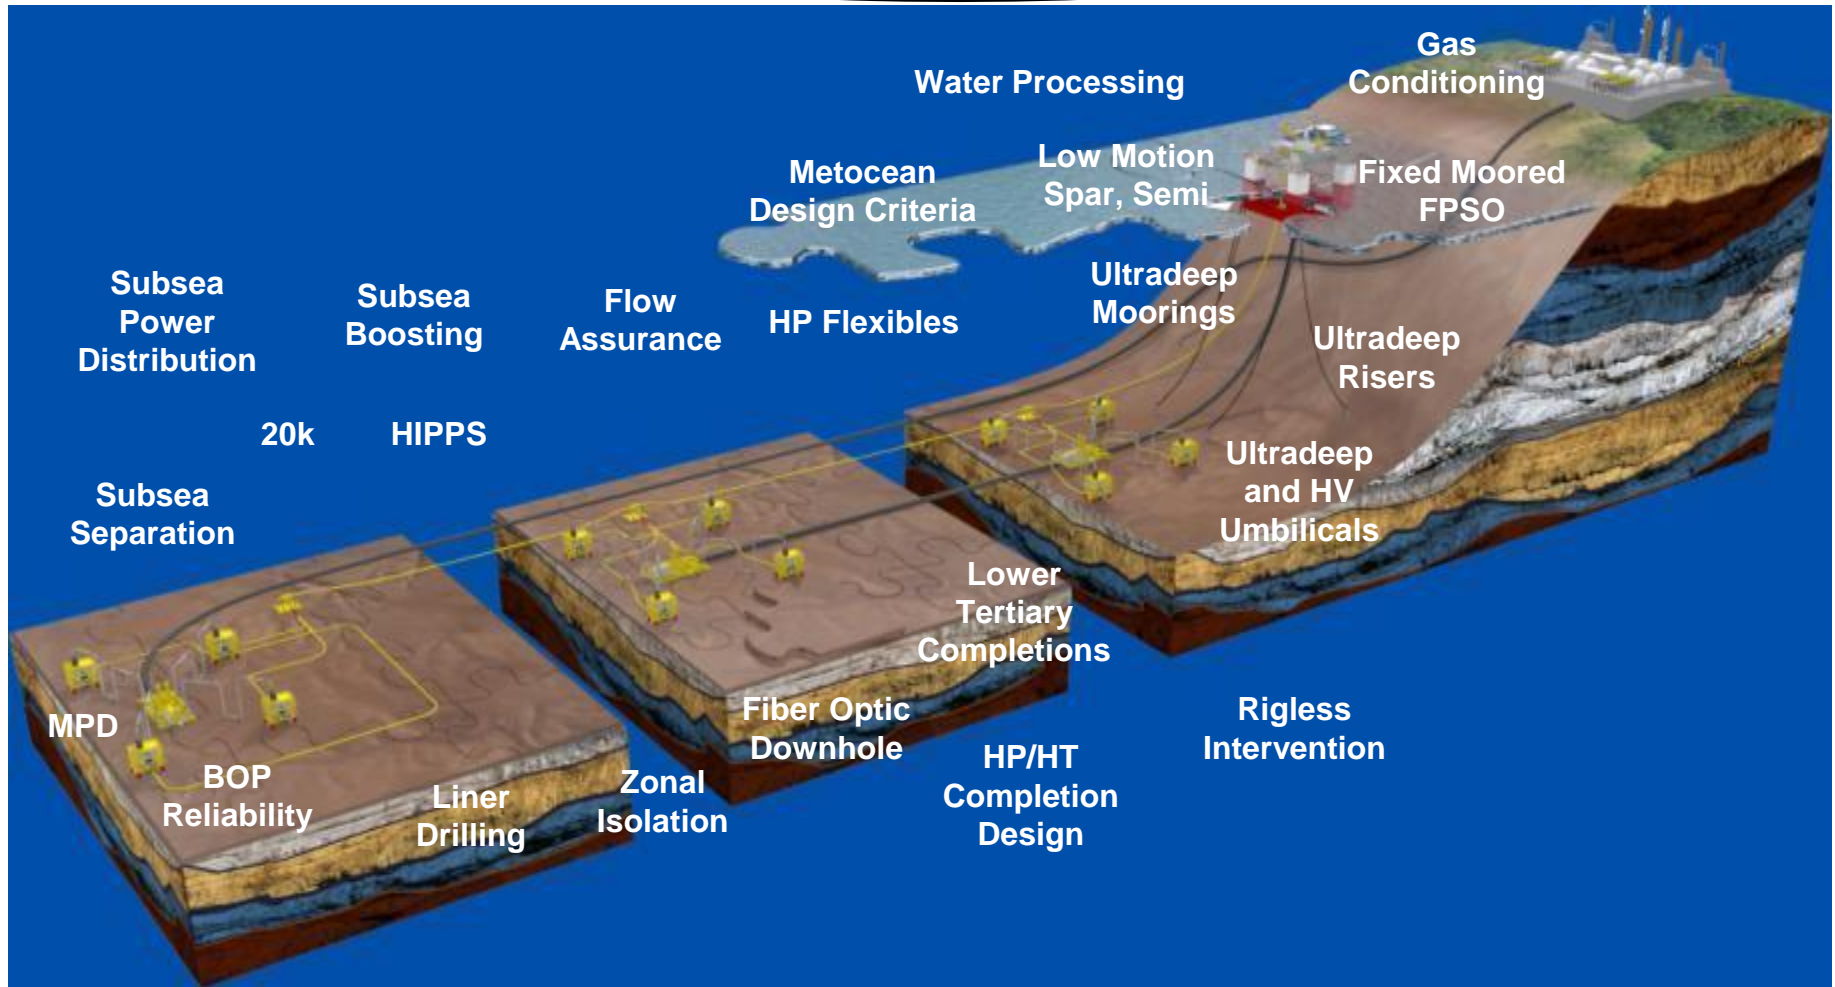 Gas
Conditioning
Water Processing
Low Motion
Spar, Semi
Metocean
Design Criteria
Fixed Moored
FPSO
Subsea
Power
Distribution
Subsea
Boosting
Flow
Assurance
HP Flexibles
Ultradeep
Moorings
Ultradeep
Risers
20k
HIPPS
Subsea
Separation
Ultradeep
and HV
Umbilicals
Lower
Tertiary
Completions
MPD
BOP
Reliability
Liner
Drilling
Zonal
Isolation
Fiber Optic
Downhole
HP/HT
Completion
Design
Rigless
Intervention